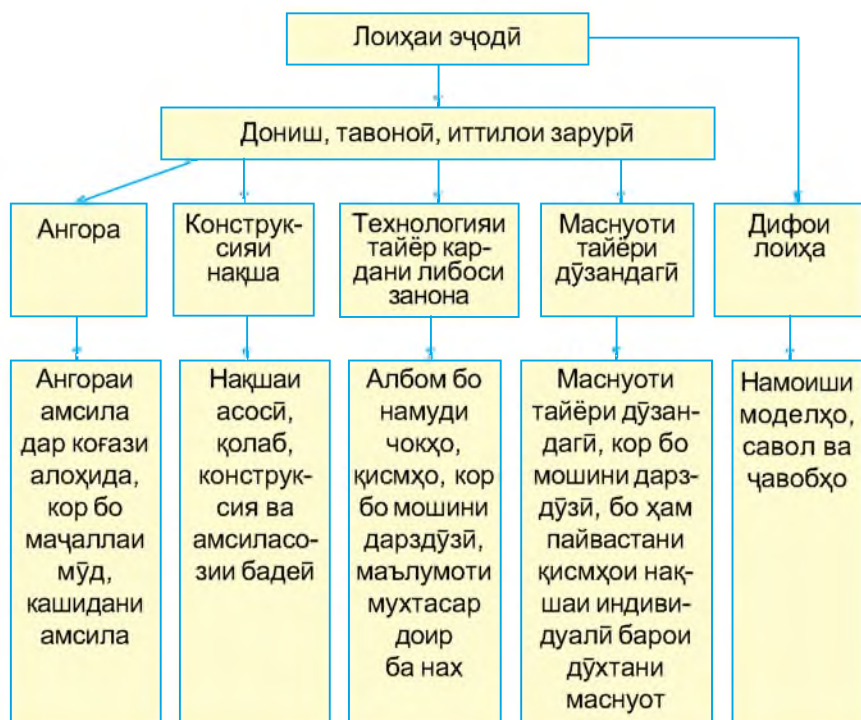 Лоиҳаи эҷодӣ
Дониш, тавоноӣ, иттилои зарурӣ
Ангора
Конструк-
сияи
нақша
Технологияи
тайёр кар-
дани либоси
занона
Маснуоти
тайёри
дӯзандагӣ
Дифои
лоиҳа
Ангораи
амсила
дар коғази
алоҳида,
кор бо
маҷаллаи
мӯд,
кашидани
амсила
Нақшаи
асосӣ,
қолаб,
конструк-
сия ва
амсиласо-
зии бадеӣ
Албом бо
намуди
чокҳо,
қисмҳо, кор
бо мошини
дарздӯзӣ,
маълумоти
мухтасар
доир
ба нах
Маснуоти
тайёри дӯзан-
дагӣ, кор бо
мошини дарз-
дӯзӣ, бо ҳам
пайвастани
қисмҳои нақ-
шаи индиви-
дуалӣ барои
дӯхтани
маснуот
Намоиши
моделҳо,
савол ва
ҷавобҳо